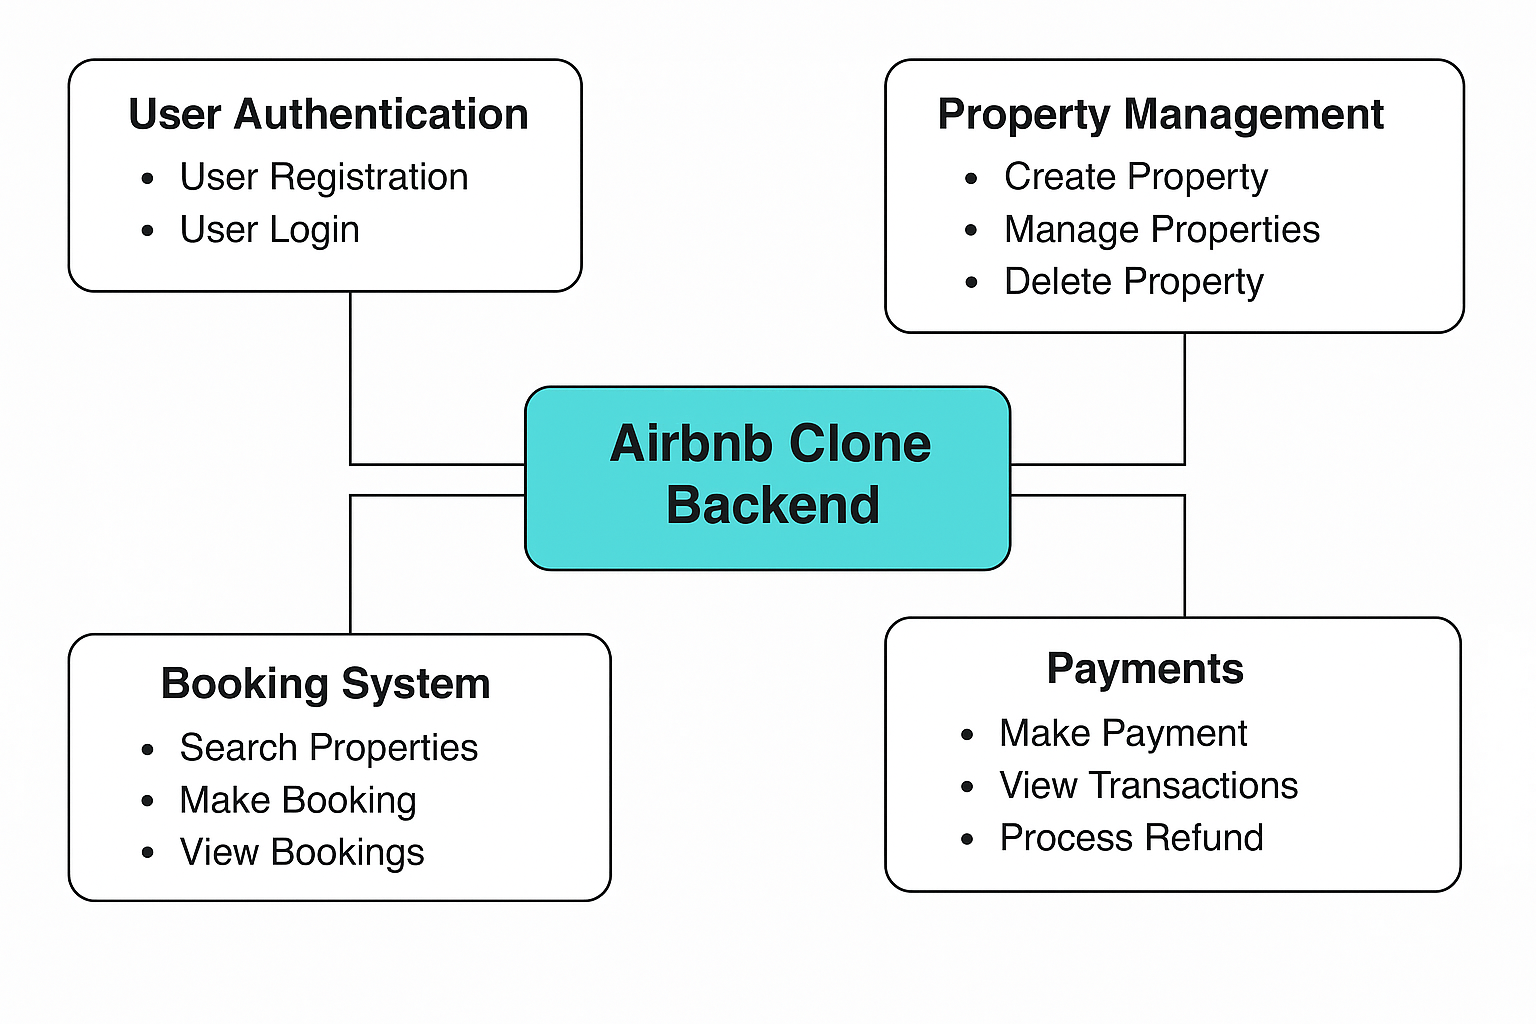 User Authentication
• User Registration
• User Login
Property Management
• Create Property
• Manage Properties
• Delete Property
Airbnb Clone
Backend
Booking System
• Search Properties
• Make Booking
• View Bookings
Payments
• Make Payment
• View Transactions
• Process Refund